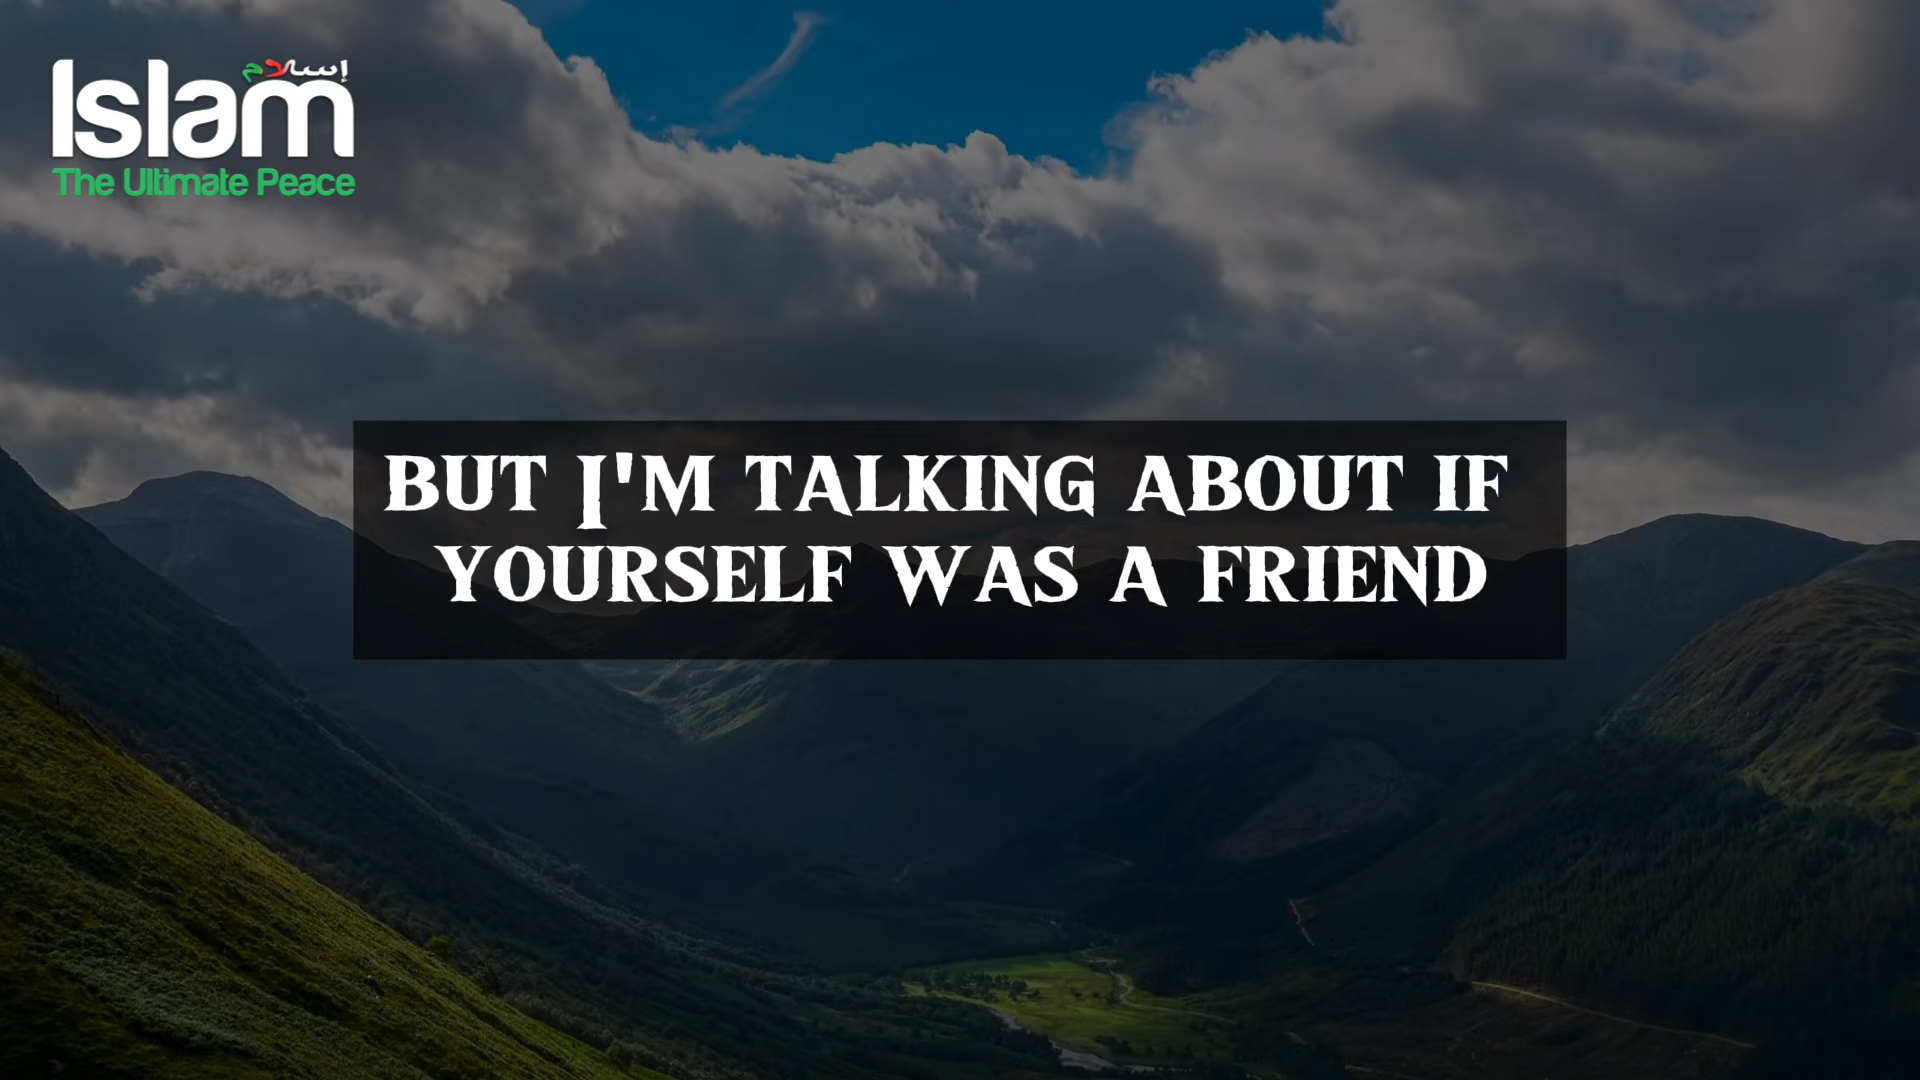 إسلام
Islam
The Ultimate Peace
BUT I'M TALKING ABOUT IF
YOURSELF WAS A FRIEND